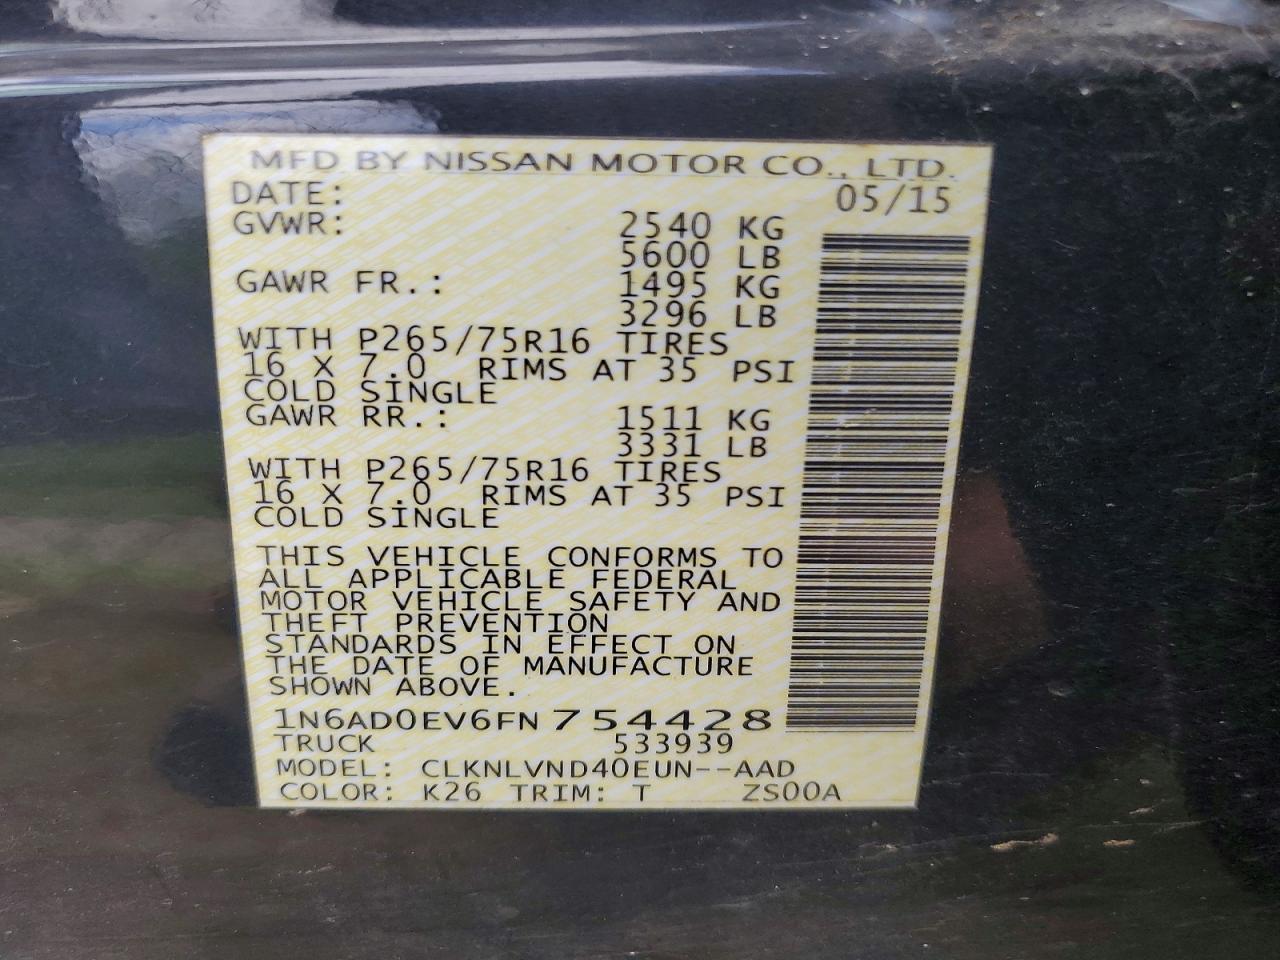 MFD BY NISSAN MOTOR CO., LTD.
DATE: 05/15
GVWR: 2540 KG
5600 LB
GAWR FR.: 1495 KG
3296 LB
WITH P265/75R16 TIRES
16 X 7.0 RIMS AT 35 PSI
COLD SINGLE
GAWR RR.: 1511 KG
3331 LB
WITH P265/75R16 TIRES
16 X 7.0 RIMS AT 35 PSI
COLD SINGLE
THIS VEHICLE CONFORMS TO
ALL APPLICABLE FEDERAL
MOTOR VEHICLE SAFETY AND
THEFT PREVENTION
STANDARDS IN EFFECT ON
THE DATE OF MANUFACTURE
SHOWN ABOVE.
1N6AD0EV6FN754428
TRUCK 533939
MODEL: CLKNLVND40EUN--AAD
COLOR: K26 TRIM: T ZS00A